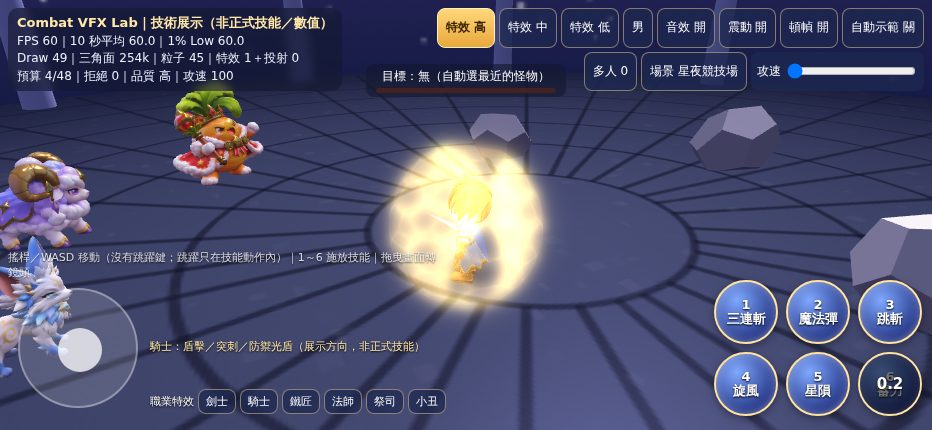 Combat VFX Lab｜技術展示（非正式技能／數值）
FPS 60｜10 秒平均 60.0｜1% Low 60.0
Draw 49｜三角面 254k｜粒子 45｜特效 1＋投射 0
預算 4/48｜拒絕 0｜品質 高｜攻速 100
特效 高
特效 中
特效 低
男
音效 開
震動 開
頓幀 開
自動示範 關
目標：無（自動選最近的怪物）
多人 0
場景 星夜競技場
攻速
搖桿／WASD 移動（沒有跳躍鍵；跳躍只在技能動作內）｜1~6 施放技能｜拖曳畫面轉
鏡頭
1
三連斬
2
魔法彈
3
跳斬
騎士：盾擊／突刺／防禦光盾（展示方向，非正式技能）
4
旋風
5
星隕
6
0.2
職業特效
劍士
騎士
鐵匠
法師
祭司
小丑